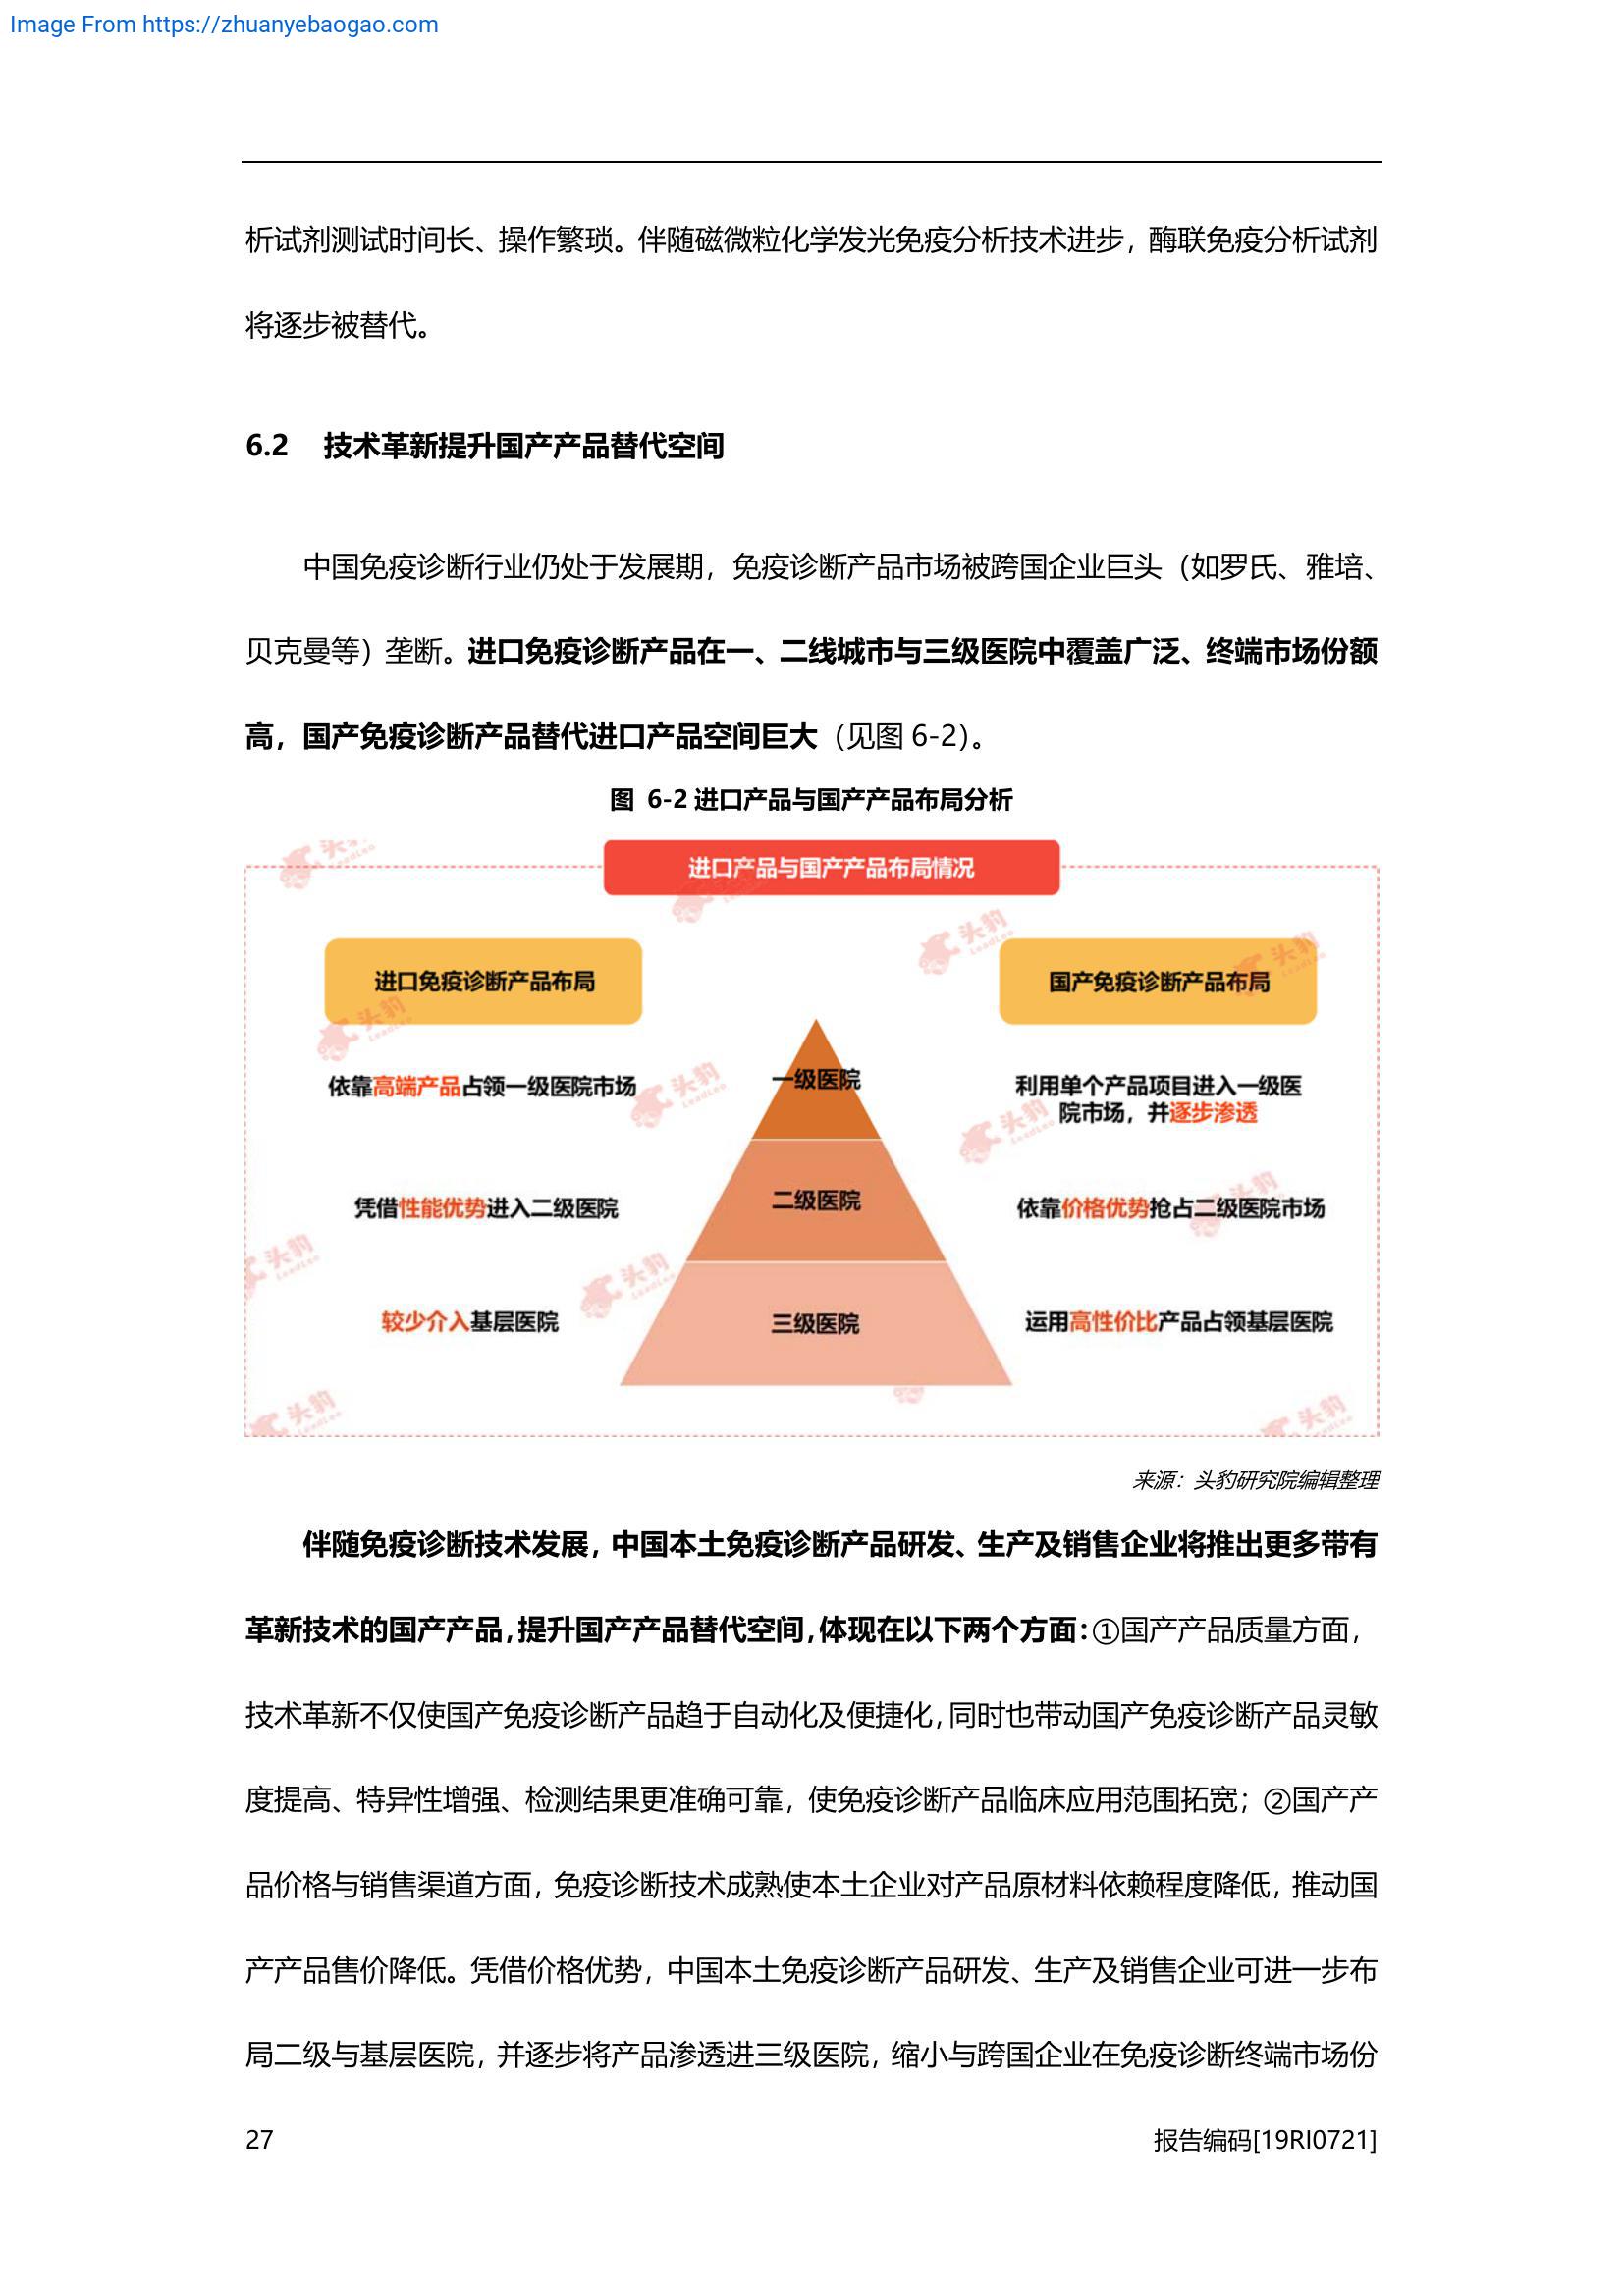 Image From https://zhuanyebaogao.com
析试剂测试时间长、操作繁琐。伴随磁微粒化学发光免疫分析技术进步，酶联免疫分析试剂
将逐步被替代。
6.2 技术革新提升国产产品替代空间
中国免疫诊断行业仍处于发展期，免疫诊断产品市场被跨国企业巨头（如罗氏、雅培、
贝克曼等）垄断。进口免疫诊断产品在一、二线城市与三级医院中覆盖广泛、终端市场份额
高，国产免疫诊断产品替代进口产品空间巨大（见图 6-2）。
图 6-2 进口产品与国产产品布局分析
进口产品与国产产品布局情况
进口免疫诊断产品布局
国产免疫诊断产品布局
依靠高端产品占领一级医院市场
一级医院
利用单个产品项目进入一级医
院市场，并逐步渗透
凭借性能优势进入二级医院
二级医院
依靠价格优势抢占二级医院市场
较少介入基层医院
三级医院
运用高性价比产品占领基层医院
来源：头豹研究院编辑整理
伴随免疫诊断技术发展，中国本土免疫诊断产品研发、生产及销售企业将推出更多带有
革新技术的国产产品，提升国产产品替代空间，体现在以下两个方面：①国产产品质量方面，
技术革新不仅使国产免疫诊断产品趋于自动化及便捷化，同时也带动国产免疫诊断产品灵敏
度提高、特异性增强、检测结果更准确可靠，使免疫诊断产品临床应用范围拓宽；②国产产
品价格与销售渠道方面，免疫诊断技术成熟使本土企业对产品原材料依赖程度降低，推动国
产产品售价降低。凭借价格优势，中国本土免疫诊断产品研发、生产及销售企业可进一步布
局二级与基层医院，并逐步将产品渗透进三级医院，缩小与跨国企业在免疫诊断终端市场份
27
报告编码[19RI0721]